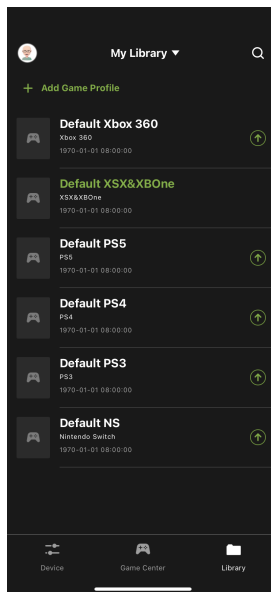 My Library
Add Game Profile
Default Xbox 360
Xbox 360
1970-01-01 08:00:00
Default XSX&XBOne
XSX&XBOne
1970-01-01 08:00:00
Default PS5
PS5
1970-01-01 08:00:00
Default PS4
PS4
1970-01-01 08:00:00
Default PS3
PS3
1970-01-01 08:00:00
Default NS
Nintendo Switch
1970-01-01 08:00:00
Device Game Center Library